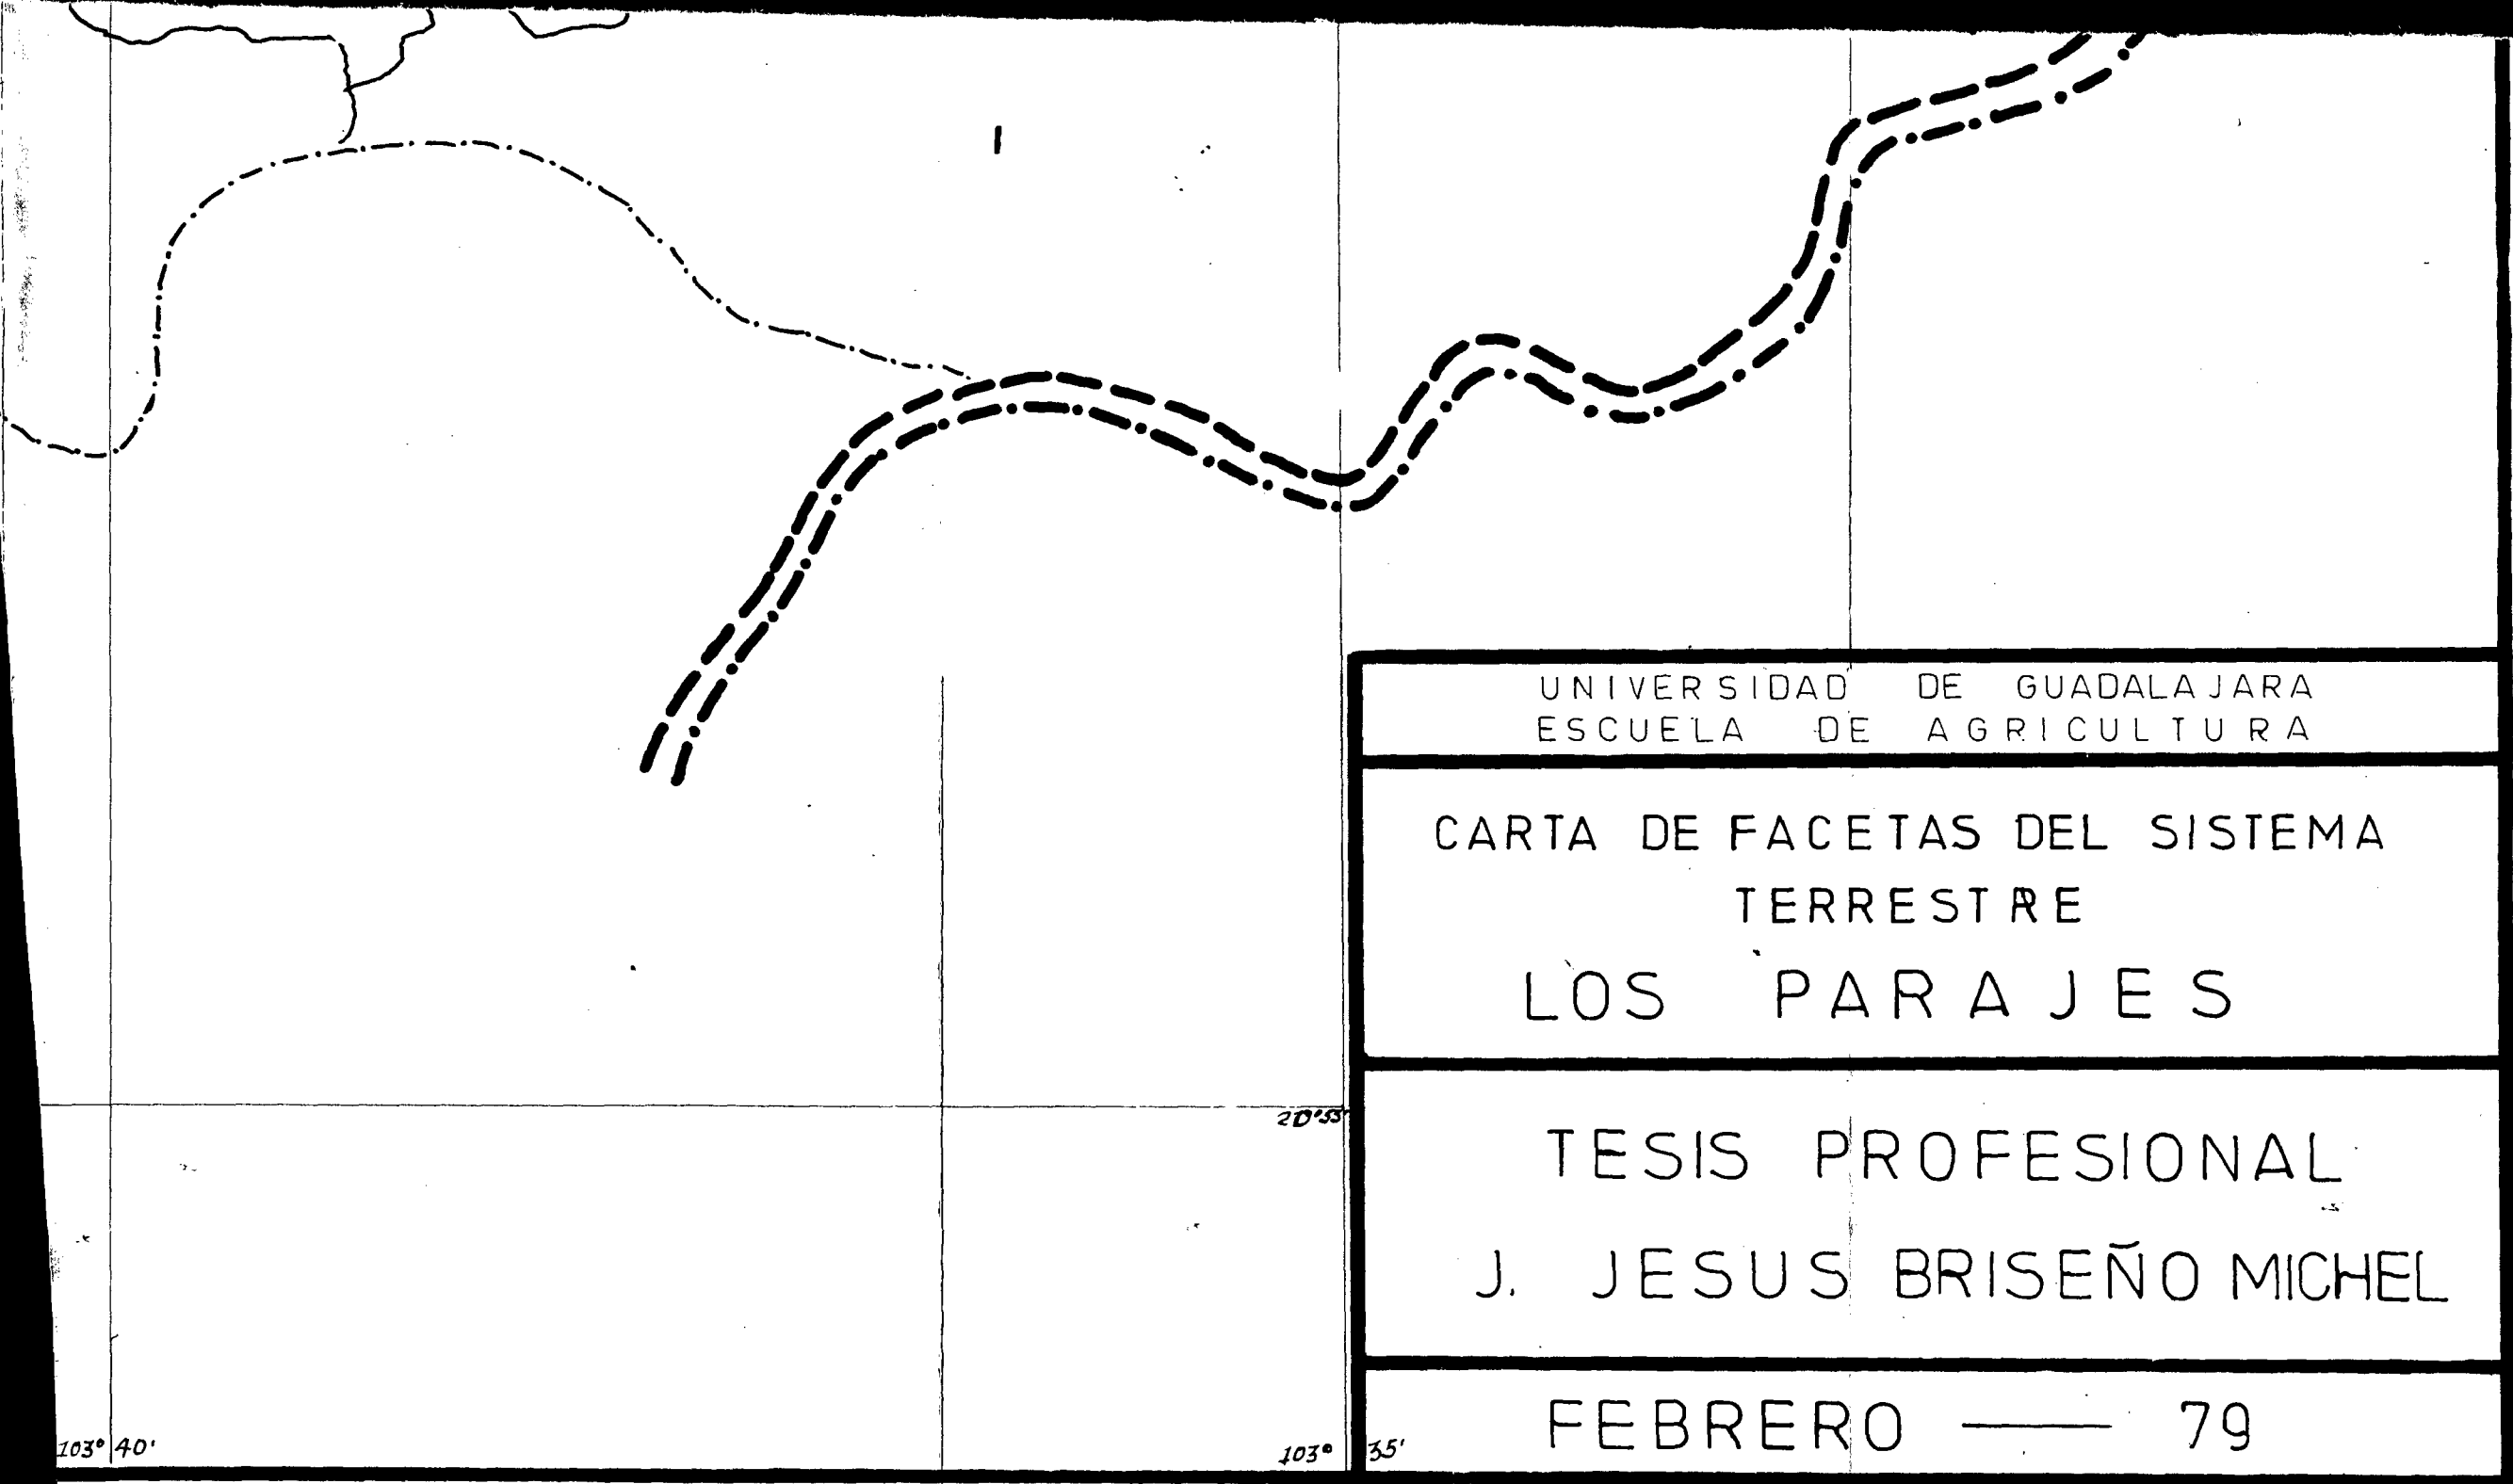 I
UNIVERSIDAD DE GUADALAJARA
ESCUELA DE AGRICULTURA
CARTA DE FACETAS DEL SISTEMA
TERRESTRE
LOS PARAJES
20°55'
TESIS PROFESIONAL
J. JESUS BRISEÑO MICHEL
FEBRERO — 79
103° 40'
103° 35'